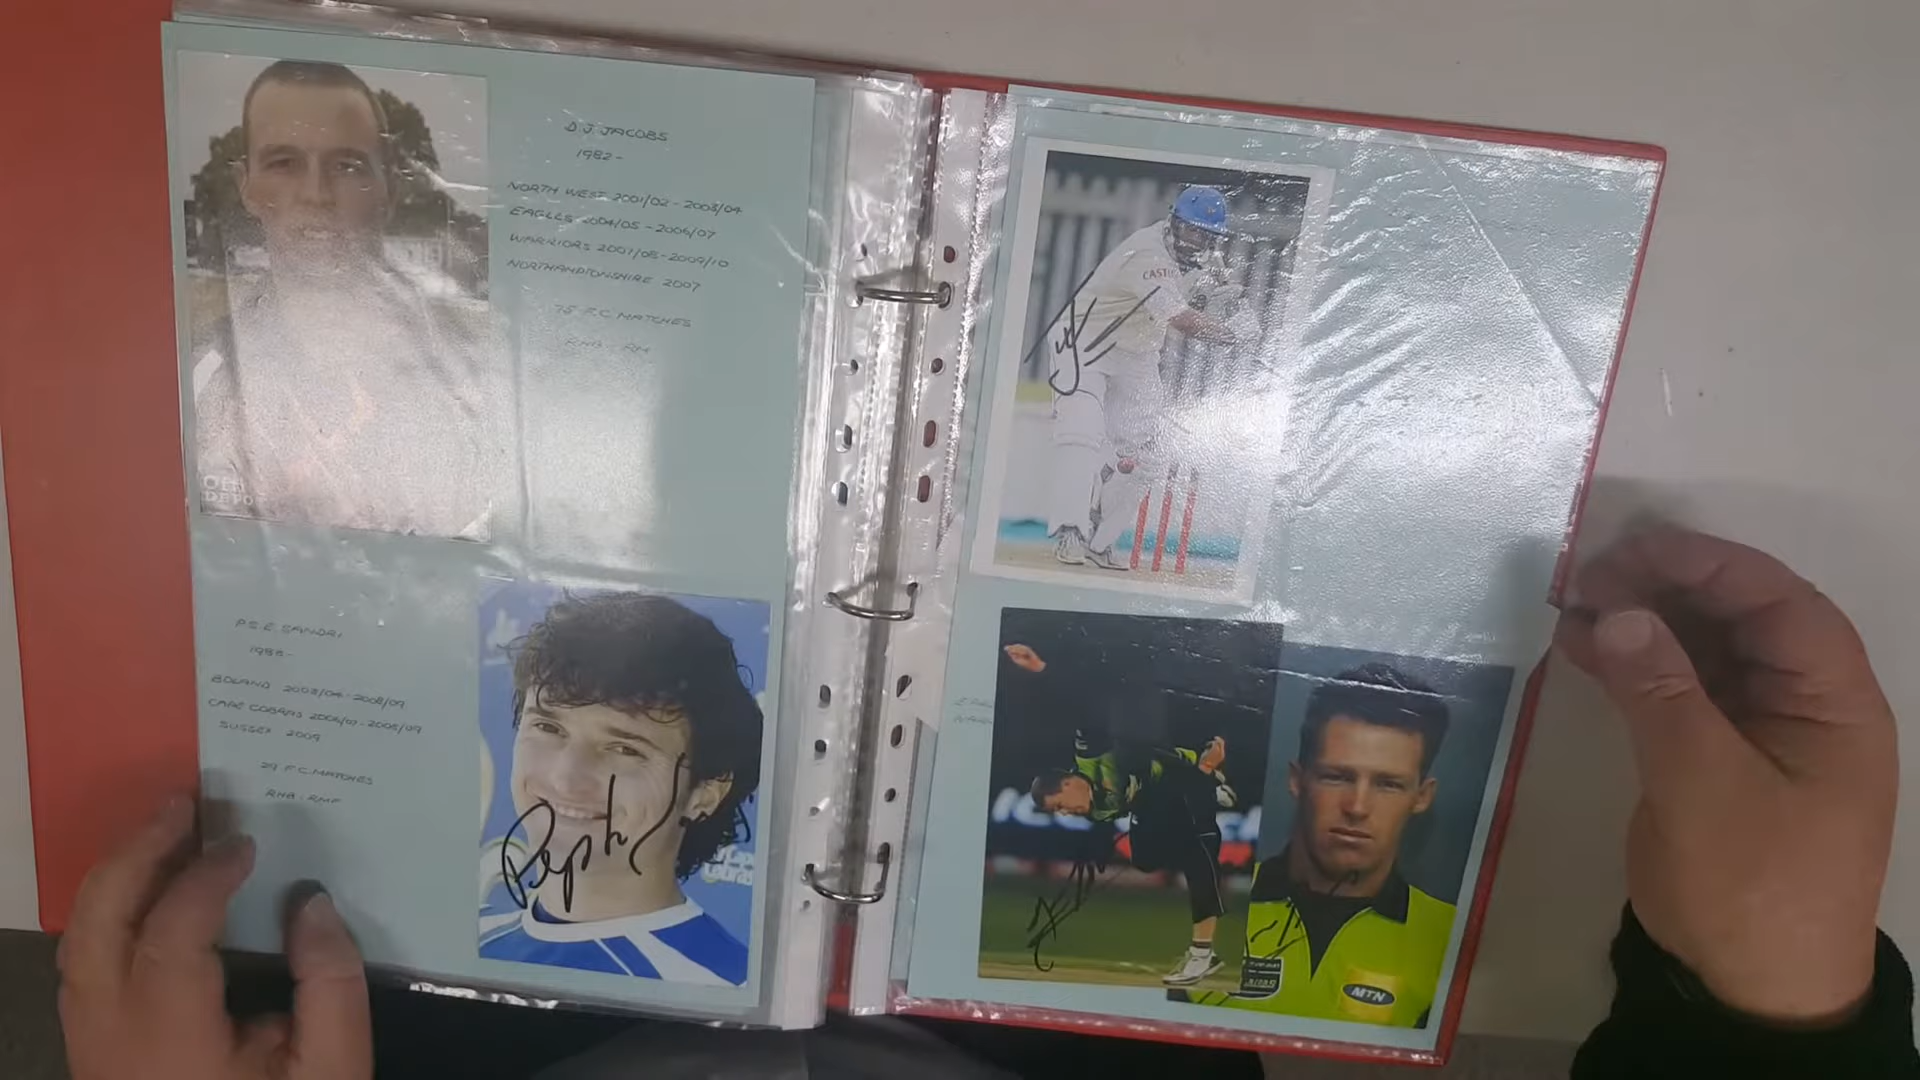 D.J. JACOBS
1982 -
NORTH WEST 2001/02 - 2003/04
EAGLES 2004/05 - 2006/07
WARRIORS 2007/08 - 2009/10
NORTHAMPTONSHIRE 2007
75 F.C. MATCHES
RHB - RM
P.S.E. SANDRI
BOLAND 2003/04 - 2008/09
CAPE COBRAS 2006/07 - 2008/09
SUSSEX 2009
29 F.C. MATCHES
RHB - RMF
MTN